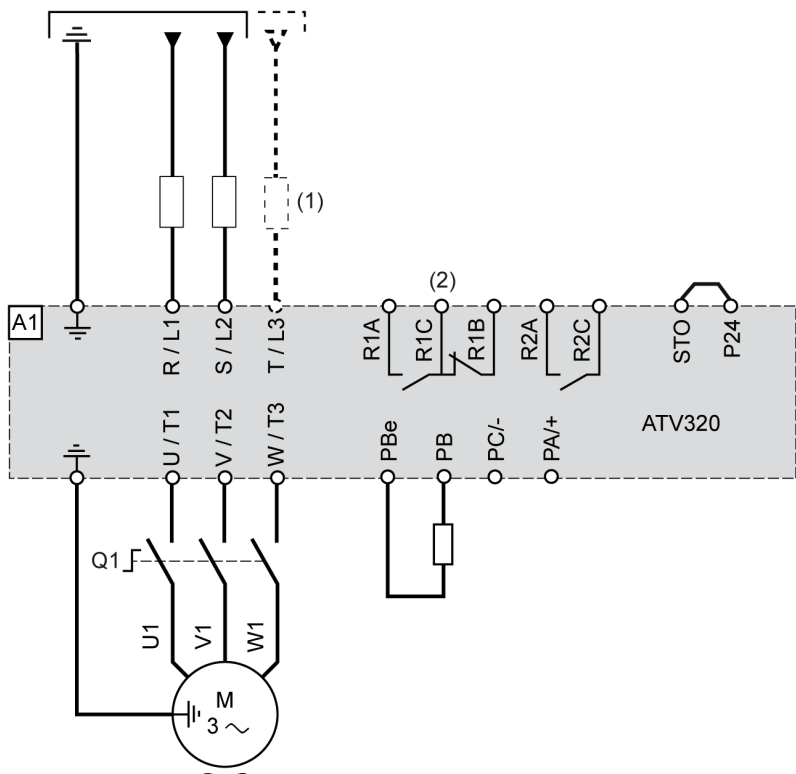 (1)
(2)
A1
R / L1
S / L2
T / L3
R1A
R1C
R1B
R2A
R2C
STO
P24
U / T1
V / T2
W / T3
PBe
PB
PC/-
PA/+
ATV320
Q1
U1
V1
W1
M
3 ~